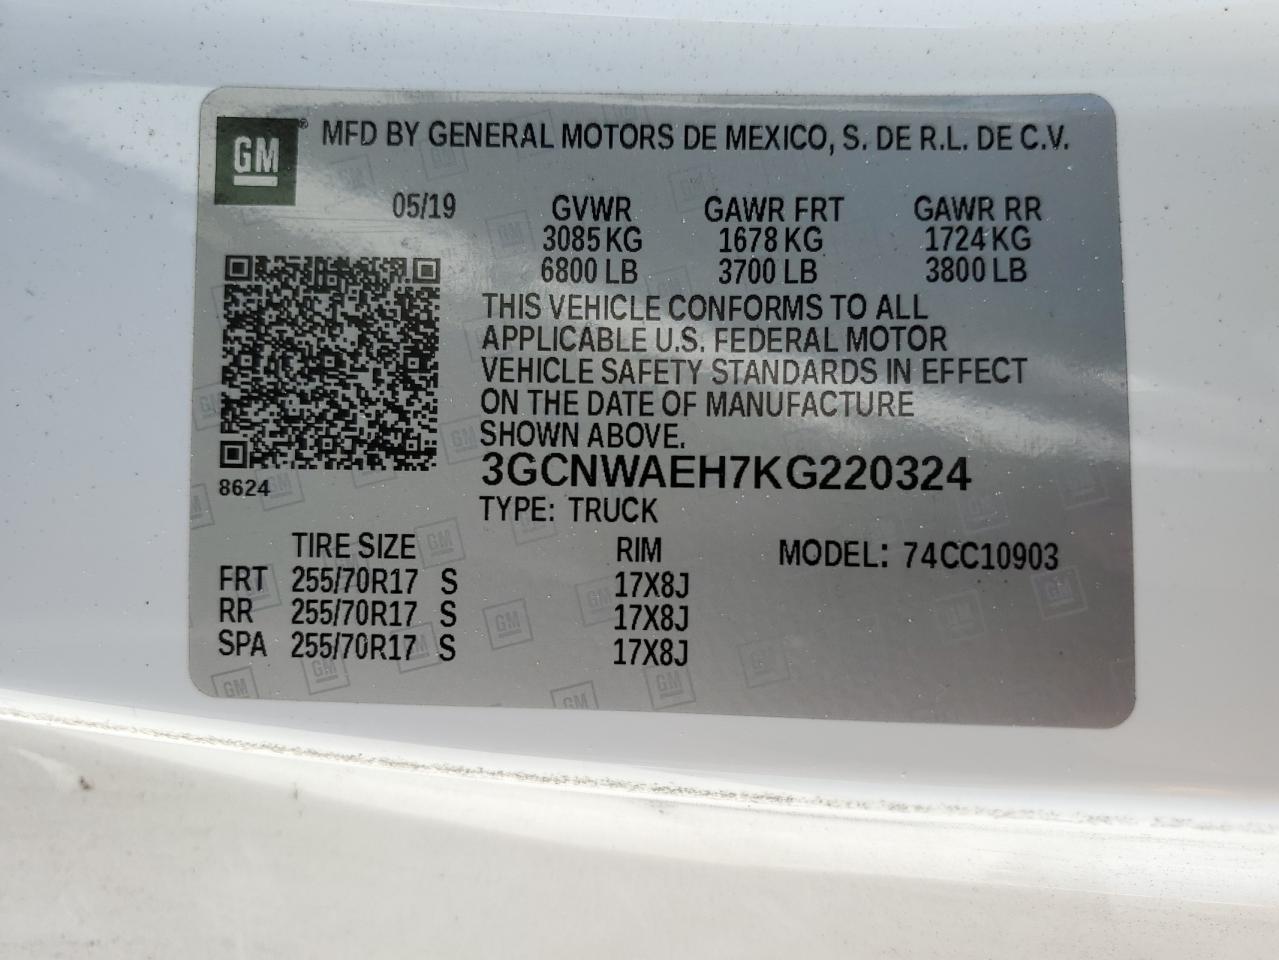 GM® MFD BY GENERAL MOTORS DE MEXICO, S. DE R.L. DE C.V.
05/19 GVWR GAWR FRT GAWR RR
3085 KG 1678 KG 1724 KG
6800 LB 3700 LB 3800 LB
THIS VEHICLE CONFORMS TO ALL
APPLICABLE U.S. FEDERAL MOTOR
VEHICLE SAFETY STANDARDS IN EFFECT
ON THE DATE OF MANUFACTURE
SHOWN ABOVE.
3GCNWAEH7KG220324
8624
TYPE: TRUCK
TIRE SIZE RIM MODEL: 74CC10903
FRT 255/70R17 S 17X8J
RR 255/70R17 S 17X8J
SPA 255/70R17 S 17X8J